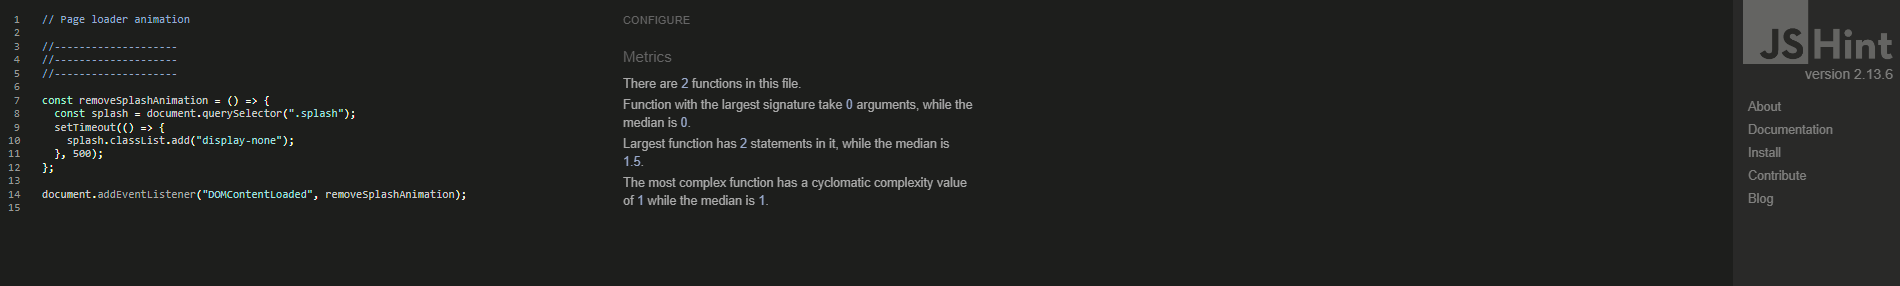 1 // Page loader animation
2
3 //--------------------
4 //--------------------
5 //--------------------
6
7 const removeSplashAnimation = () => {
8 const splash = document.querySelector(".splash");
9 setTimeout(() => {
10 splash.classList.add("display-none");
11 }, 500);
12 };
13
14 document.addEventListener("DOMContentLoaded", removeSplashAnimation);
15
CONFIGURE
Metrics
There are 2 functions in this file.
Function with the largest signature take 0 arguments, while the
median is 0.
Largest function has 2 statements in it, while the median is
1.5.
The most complex function has a cyclomatic complexity value
of 1 while the median is 1.
JSHint
version 2.13.6
About
Documentation
Install
Contribute
Blog